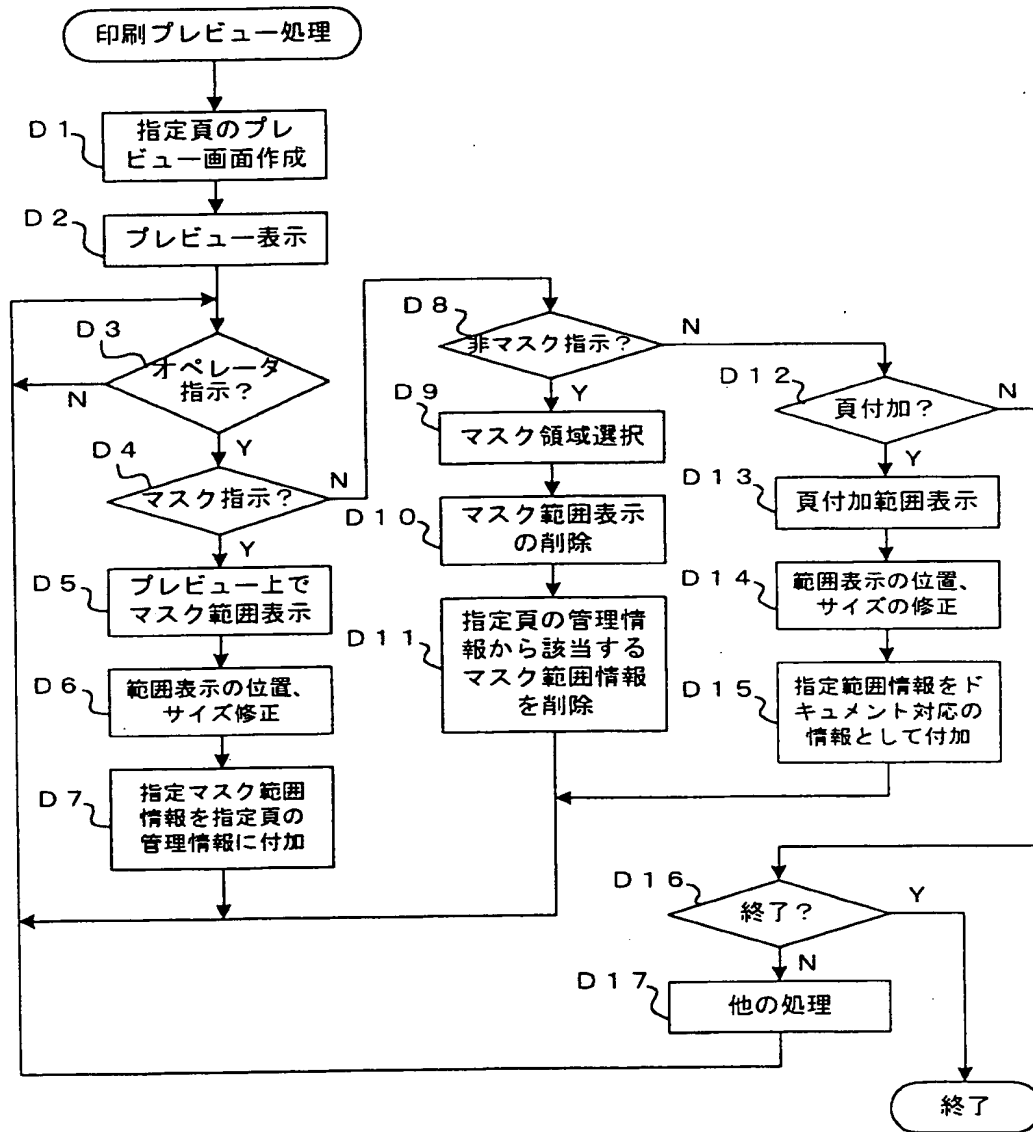 印刷プレビュー処理
D1
指定頁のプレ
ビュー画面作成
D2
プレビュー表示
D3
オペレータ
指示?
N
Y
D4
マスク指示?
N
Y
D5
プレビュー上で
マスク範囲表示
D6
範囲表示の位置、
サイズ修正
D7
指定マスク範囲
情報を指定頁の
管理情報に付加
D8
非マスク指示?
N
Y
D9
マスク領域選択
D10
マスク範囲表示
の削除
D11
指定頁の管理情
報から該当する
マスク範囲情報
を削除
D12
頁付加?
N
Y
D13
頁付加範囲表示
D14
範囲表示の位置、
サイズの修正
D15
指定範囲情報をド
キュメント対応の
情報として付加
D16
終了?
Y
N
D17
他の処理
終了